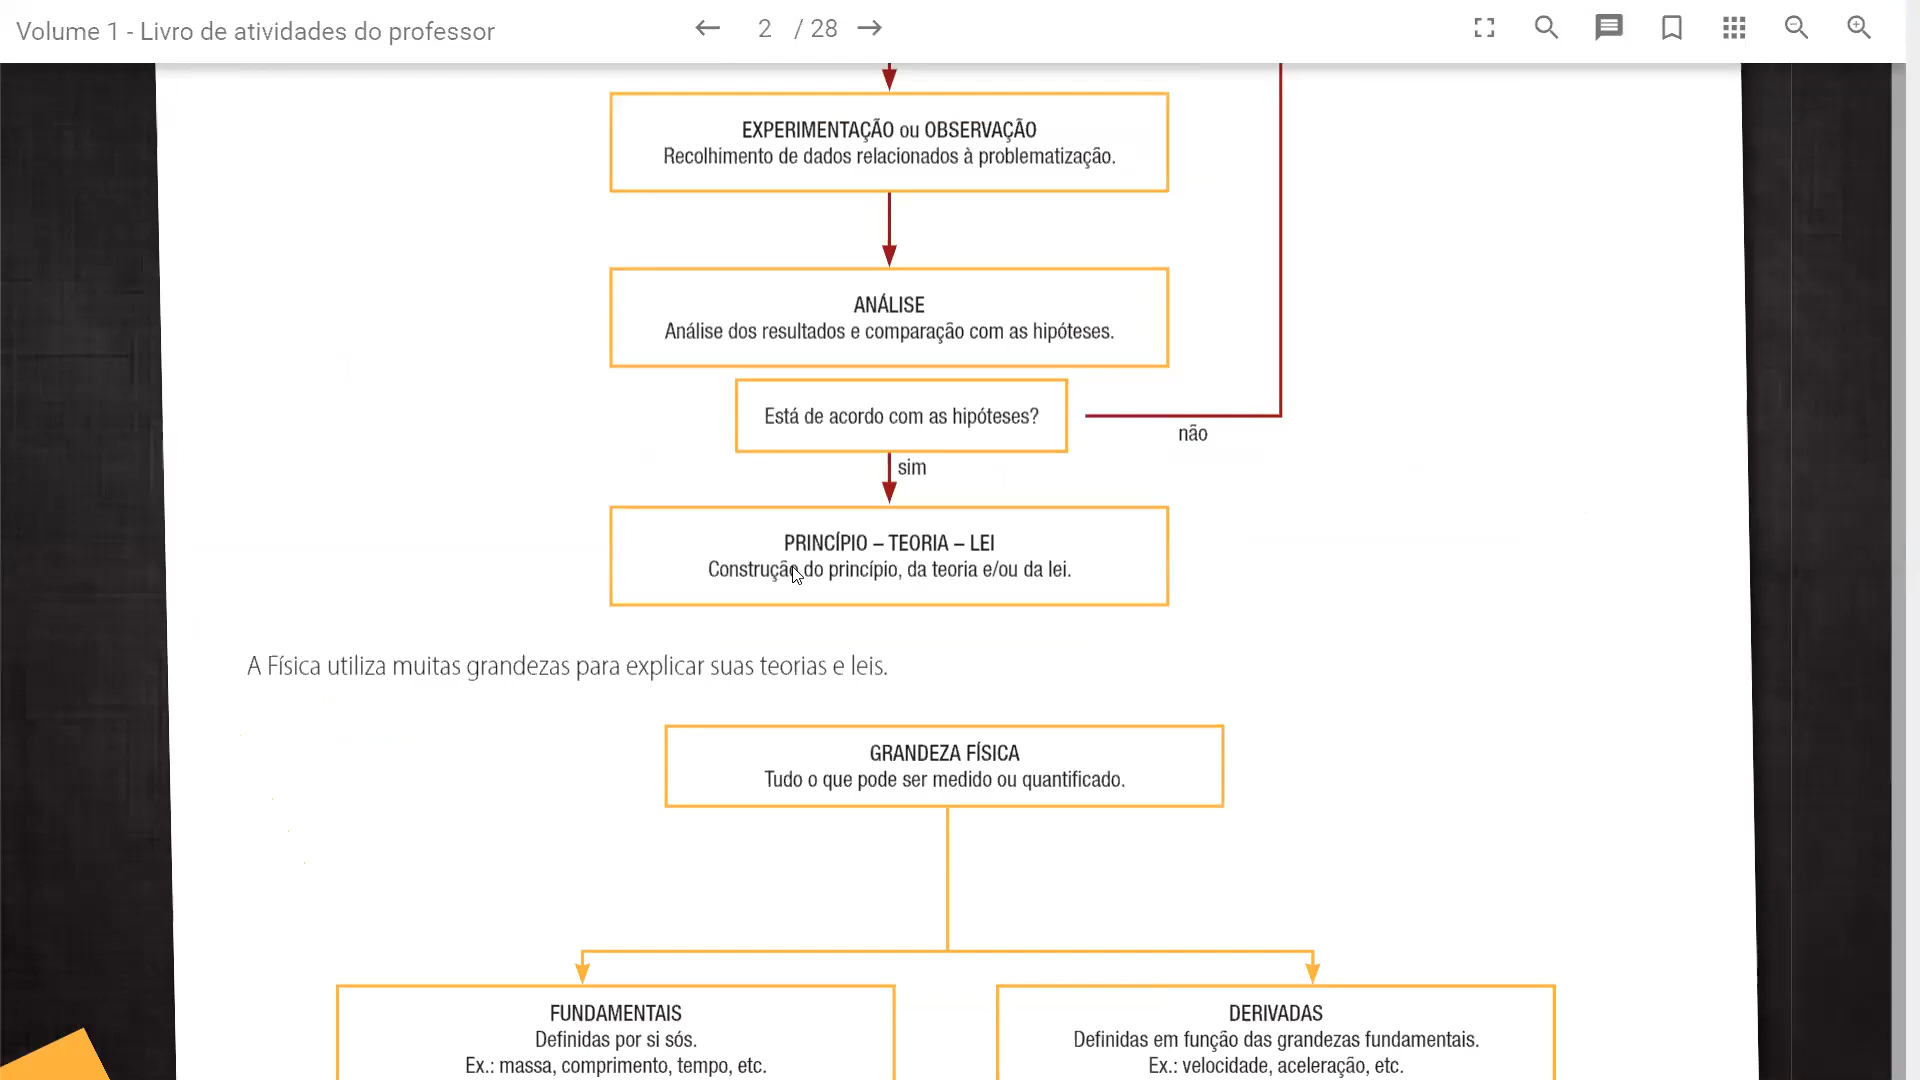 Volume 1 - Livro de atividades do professor
2 / 28
EXPERIMENTAÇÃO ou OBSERVAÇÃO
Recolhimento de dados relacionados à problematização.
ANÁLISE
Análise dos resultados e comparação com as hipóteses.
Está de acordo com as hipóteses?
não
sim
PRINCÍPIO – TEORIA – LEI
Construção do princípio, da teoria e/ou da lei.
A Física utiliza muitas grandezas para explicar suas teorias e leis.
GRANDEZA FÍSICA
Tudo o que pode ser medido ou quantificado.
FUNDAMENTAIS
Definidas por si sós.
Ex.: massa, comprimento, tempo, etc.
DERIVADAS
Definidas em função das grandezas fundamentais.
Ex.: velocidade, aceleração, etc.